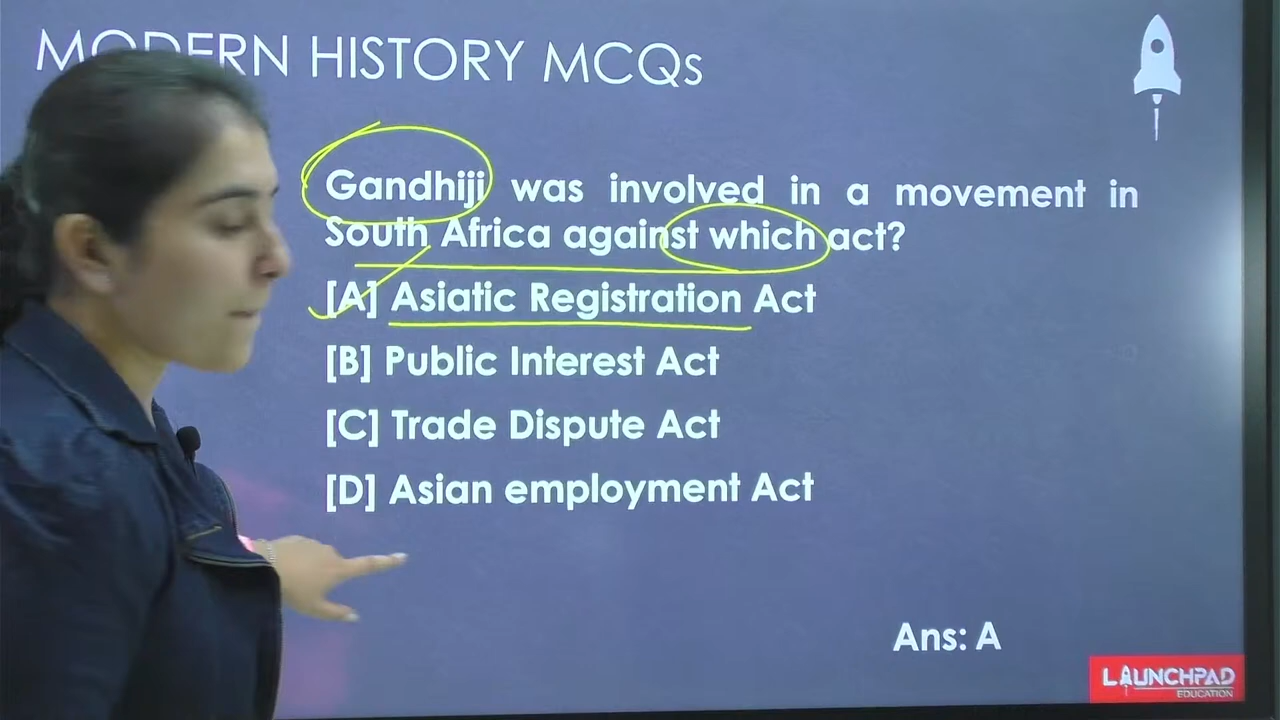 MODERN HISTORY MCQs
Gandhiji was involved in a movement in
South Africa against which act?
[A] Asiatic Registration Act
[B] Public Interest Act
[C] Trade Dispute Act
[D] Asian employment Act
Ans: A
LAUNCHPAD
EDUCATION